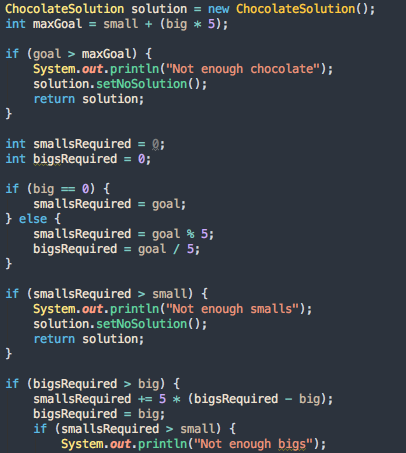 ChocolateSolution solution = new ChocolateSolution();
int maxGoal = small + (big * 5);
if (goal > maxGoal) {
System.out.println("Not enough chocolate");
solution.setNoSolution();
return solution;
}
int smallsRequired = 0;
int bigsRequired = 0;
if (big == 0) {
smallsRequired = goal;
} else {
smallsRequired = goal % 5;
bigsRequired = goal / 5;
}
if (smallsRequired > small) {
System.out.println("Not enough smalls");
solution.setNoSolution();
return solution;
}
if (bigsRequired > big) {
smallsRequired += 5 * (bigsRequired - big);
bigsRequired = big;
if (smallsRequired > small) {
System.out.println("Not enough bigs");